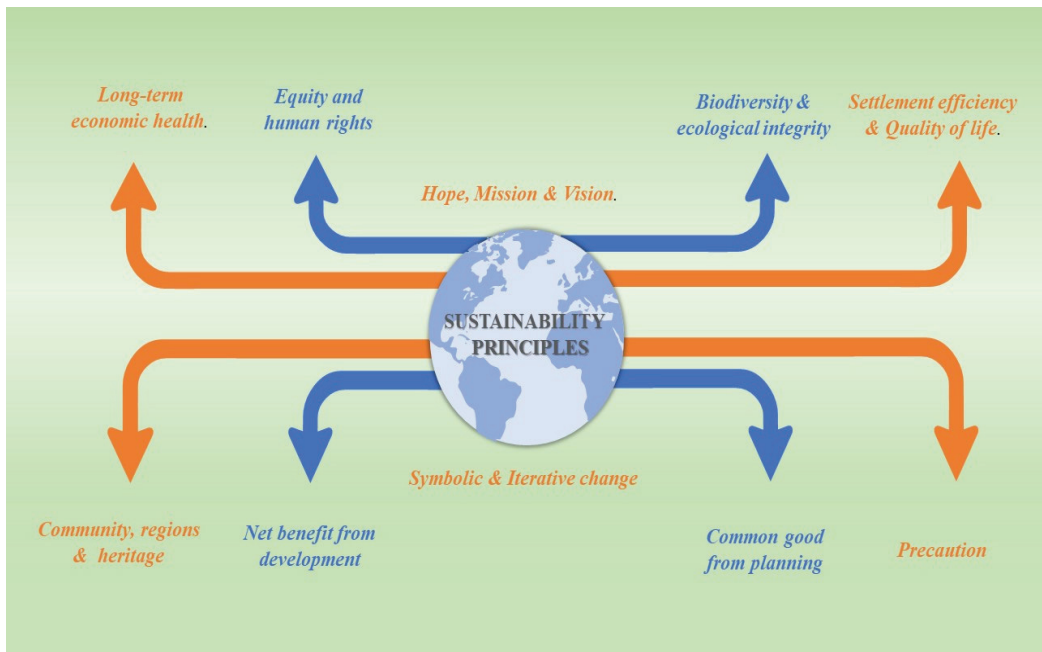 Long-term
economic health.
Equity and
human rights
Biodiversity &
ecological integrity
Settlement efficiency
& Quality of life.
Hope, Mission & Vision.
SUSTAINABILITY
PRINCIPLES
Symbolic & Iterative change
Community, regions
& heritage
Net benefit from
development
Common good
from planning
Precaution